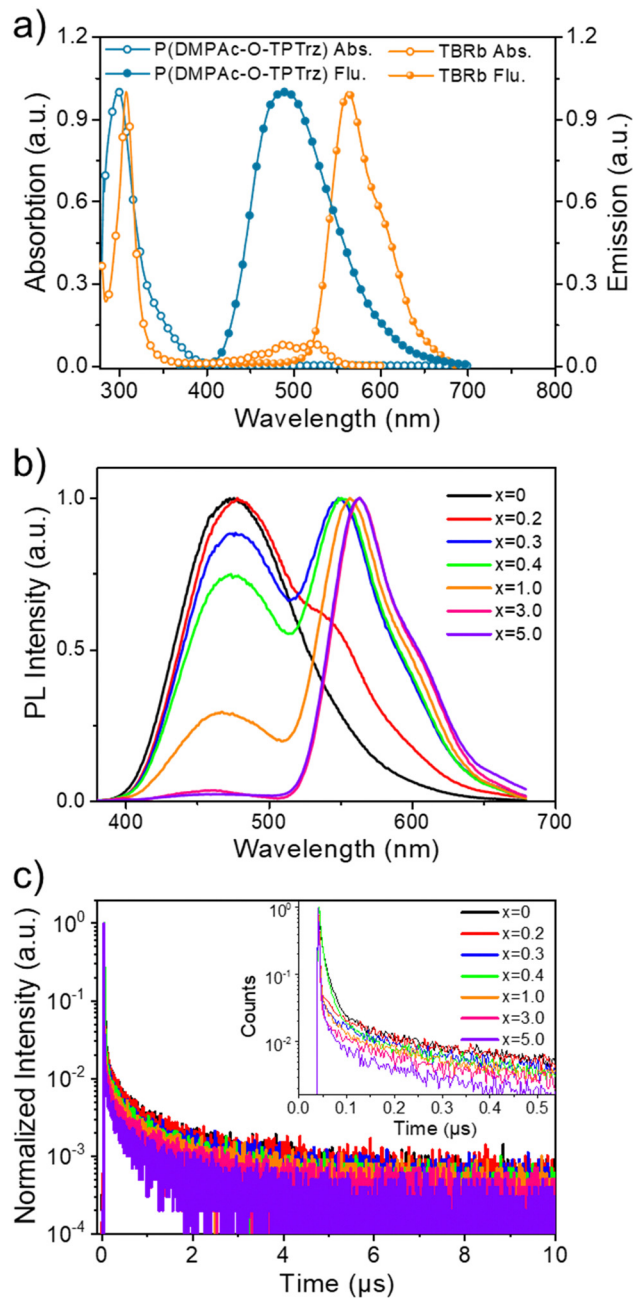 a)
P(DMPAc-O-TPTrz) Abs.
P(DMPAc-O-TPTrz) Flu.
TBRb Abs.
TBRb Flu.
1.2
0.9
0.6
0.3
0.0
Absorbtion (a.u.)
1.2
0.9
0.6
0.3
0.0
Emission (a.u.)
300 400 500 600 700 800
Wavelength (nm)
b)
1.0
0.5
0.0
PL Intensity (a.u.)
x=0
x=0.2
x=0.3
x=0.4
x=1.0
x=3.0
x=5.0
400 500 600 700
Wavelength (nm)
c)
10^0
10^-1
10^-2
10^-3
10^-4
Normalized Intensity (a.u.)
10^0
10^-1
10^-2
Counts
x=0
x=0.2
x=0.3
x=0.4
x=1.0
x=3.0
x=5.0
0.0 0.1 0.2 0.3 0.4 0.5
Time (μs)
0 2 4 6 8 10
Time (μs)